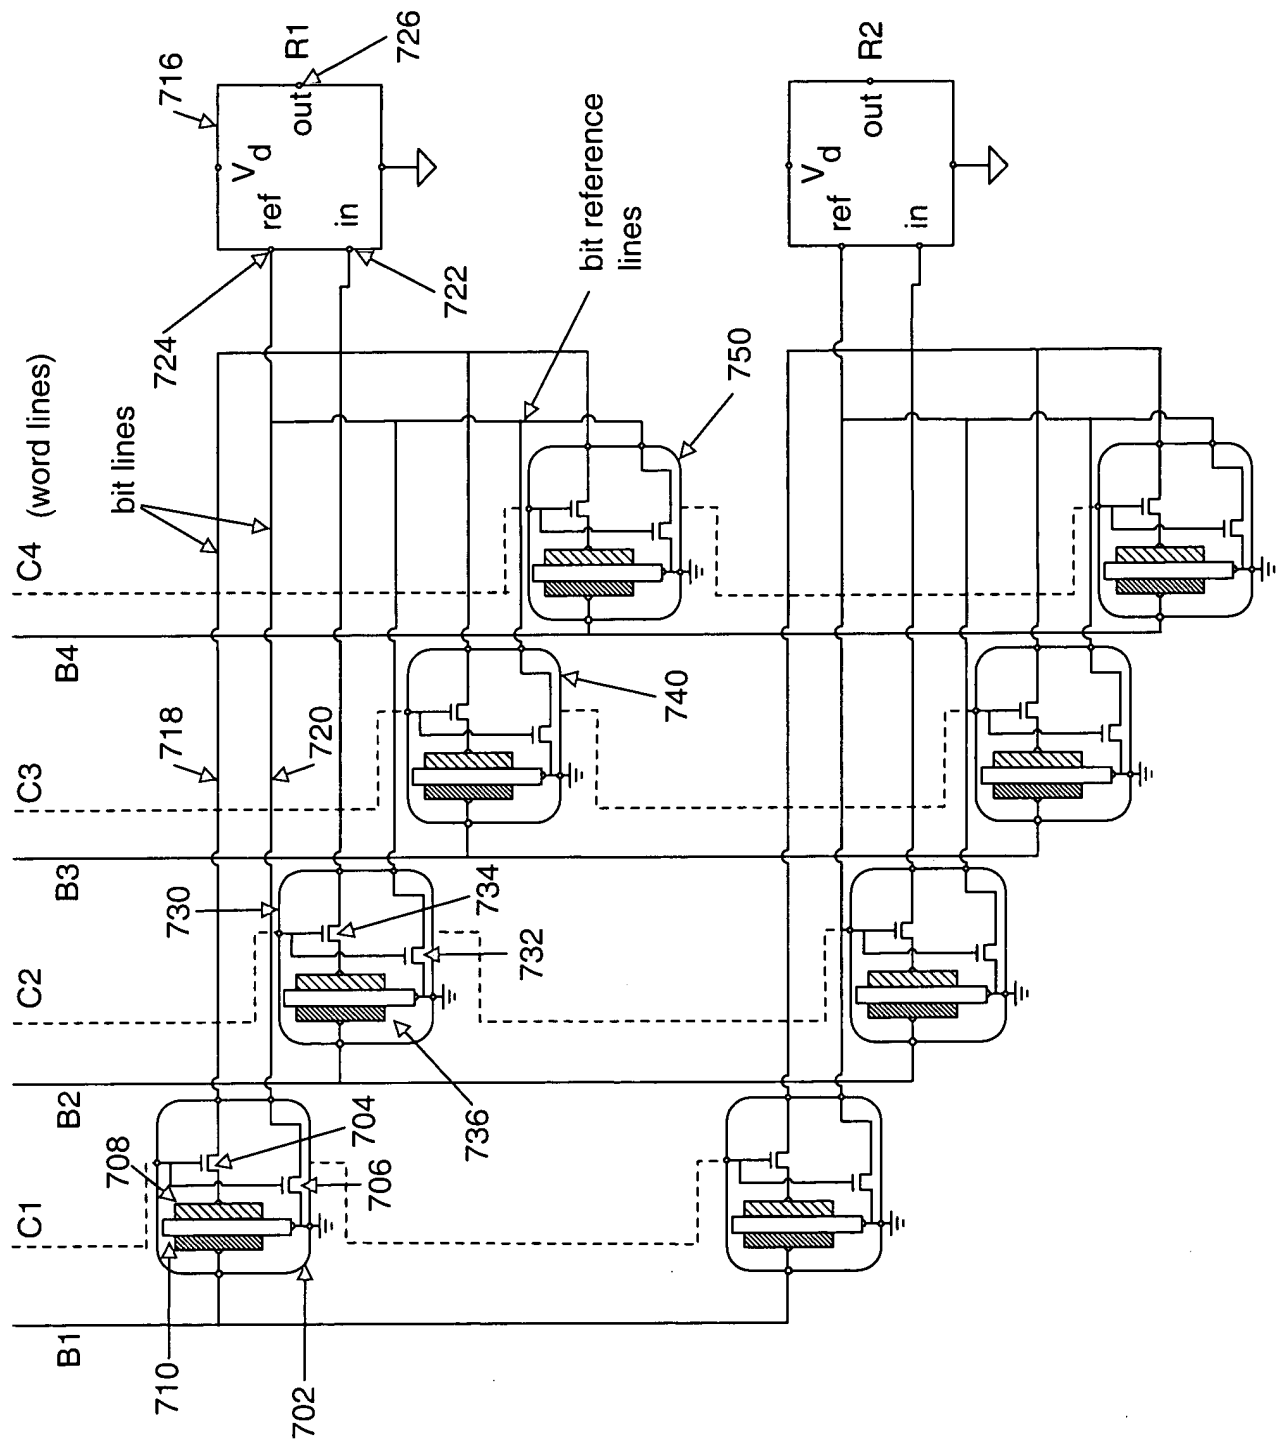 C1
C2
C3
C4 (word lines)
B1
B2
B3
B4
bit lines
718
720
724
716
V
d
ref
in
out
R1
726
722
bit reference
lines
708
710
702
704
706
730
734
732
736
740
750
V
d
ref
in
out
R2